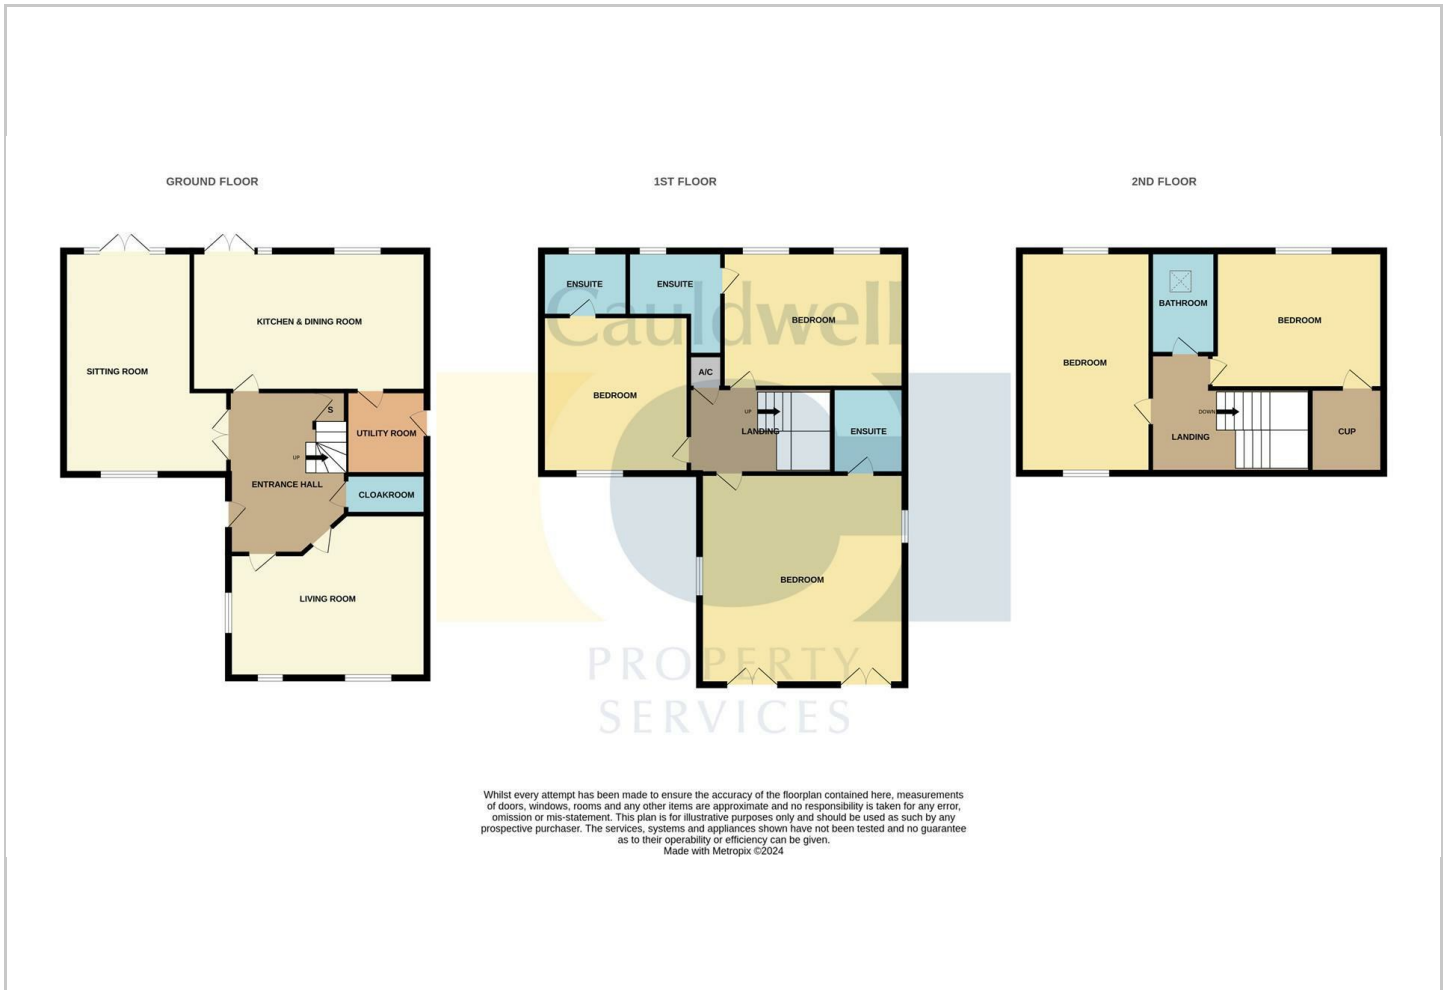 GROUND FLOOR
SITTING ROOM
KITCHEN & DINING ROOM
S
UTILITY ROOM
UP
ENTRANCE HALL
CLOAKROOM
LIVING ROOM
1ST FLOOR
ENSUITE
ENSUITE
BEDROOM
BEDROOM
A/C
UP
LANDING
ENSUITE
BEDROOM
2ND FLOOR
BEDROOM
BATHROOM
BEDROOM
DOWN
LANDING
CUP
Cauldwell
PROPERTY
SERVICES
Whilst every attempt has been made to ensure the accuracy of the floorplan contained here, measurements
of doors, windows, rooms and any other items are approximate and no responsibility is taken for any error,
omission or mis-statement. This plan is for illustrative purposes only and should be used as such by any
prospective purchaser. The services, systems and appliances shown have not been tested and no guarantee
as to their operability or efficiency can be given.
Made with Metropix ©2024